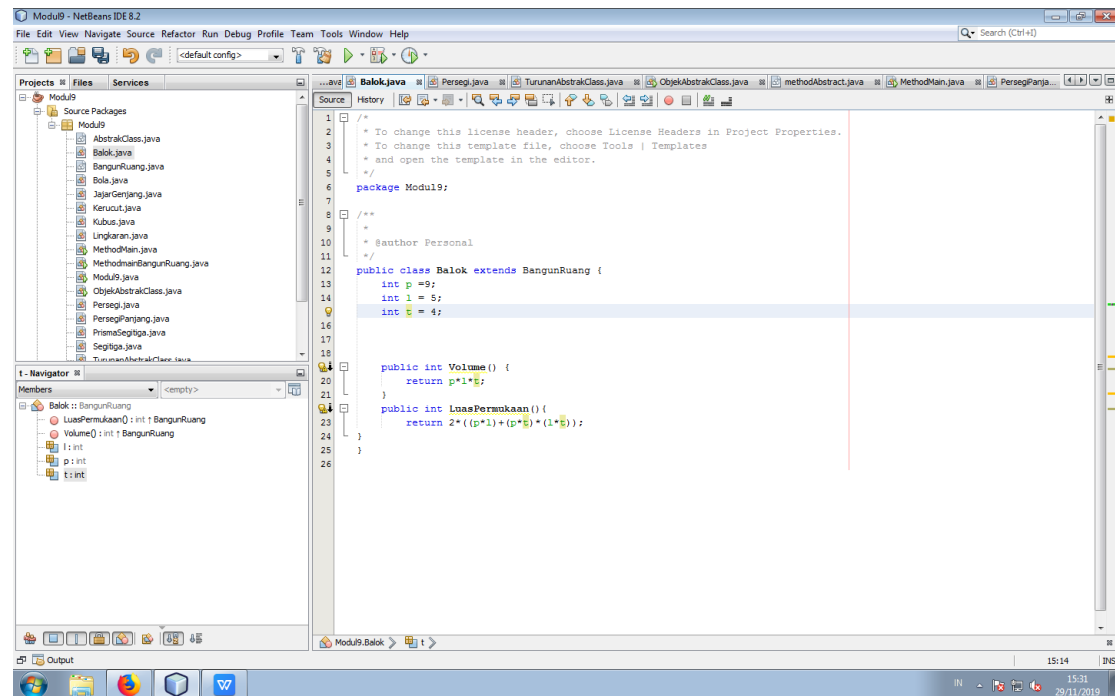 Modul9 - NetBeans IDE 8.2
File Edit View Navigate Source Refactor Run Debug Profile Team Tools Window Help
Search (Ctrl+I)
<default config>
Projects Files Services
...ava Balok.java Persegi.java TurunanAbstrakClass.java ObjekAbstrakClass.java methodAbstract.java MethodMain.java PersegiPanja...
Source History
Modul9
Source Packages
Modul9
AbstrakClass.java
Balok.java
BangunRuang.java
Bola.java
JajarGenjang.java
Kerucut.java
Kubus.java
Lingkaran.java
MethodMain.java
MethodmainBangunRuang.java
Modul9.java
ObjekAbstrakClass.java
Persegi.java
PersegiPanjang.java
PrismaSegitiga.java
Segitiga.java
TurunanAbstrakClass.java
t - Navigator
Members <empty>
Balok :: BangunRuang
LuasPermukaan() : int ↑ BangunRuang
Volume() : int ↑ BangunRuang
l : int
p : int
t : int
1 /*
2 * To change this license header, choose License Headers in Project Properties.
3 * To change this template file, choose Tools | Templates
4 * and open the template in the editor.
5 */
6 package Modul9;
7
8 /**
9 *
10 * @author Personal
11 */
12 public class Balok extends BangunRuang {
13 int p =9;
14 int l = 5;
int t = 4;
16
17
18
public int Volume() {
20 return p*l*t;
21 }
public int LuasPermukaan(){
23 return 2*((p*l)+(p*t)*(l*t));
24 }
25 }
26
Modul9.Balok t
Output
15:14 INS
IN
15:31
29/11/2019